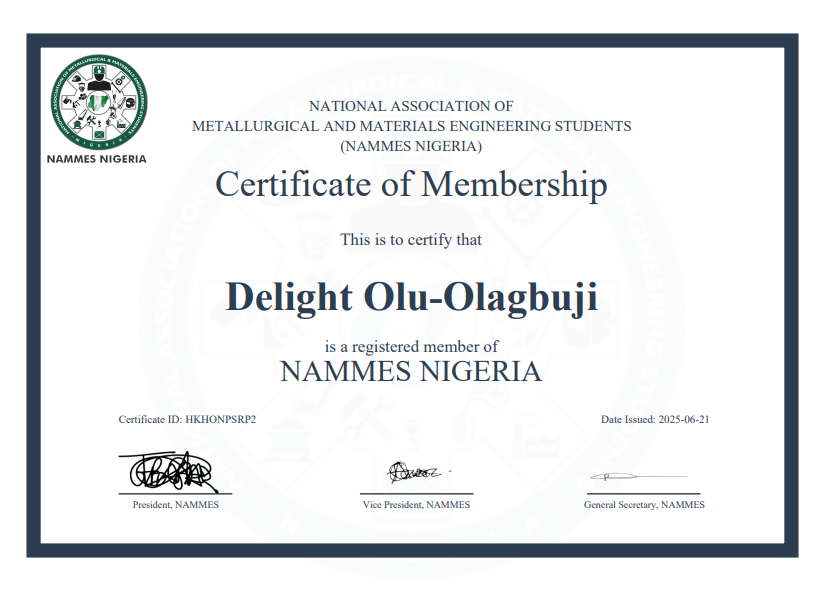 NATIONAL ASSOCIATION OF METALLURGICAL & MATERIALS ENGINEERING STUDENTS
NIGERIA
NAMMES NIGERIA
NATIONAL ASSOCIATION OF
METALLURGICAL AND MATERIALS ENGINEERING STUDENTS
(NAMMES NIGERIA)
Certificate of Membership
This is to certify that
Delight Olu-Olagbuji
is a registered member of
NAMMES NIGERIA
Certificate ID: HKHONPSRP2
Date Issued: 2025-06-21
President, NAMMES
Vice President, NAMMES
General Secretary, NAMMES